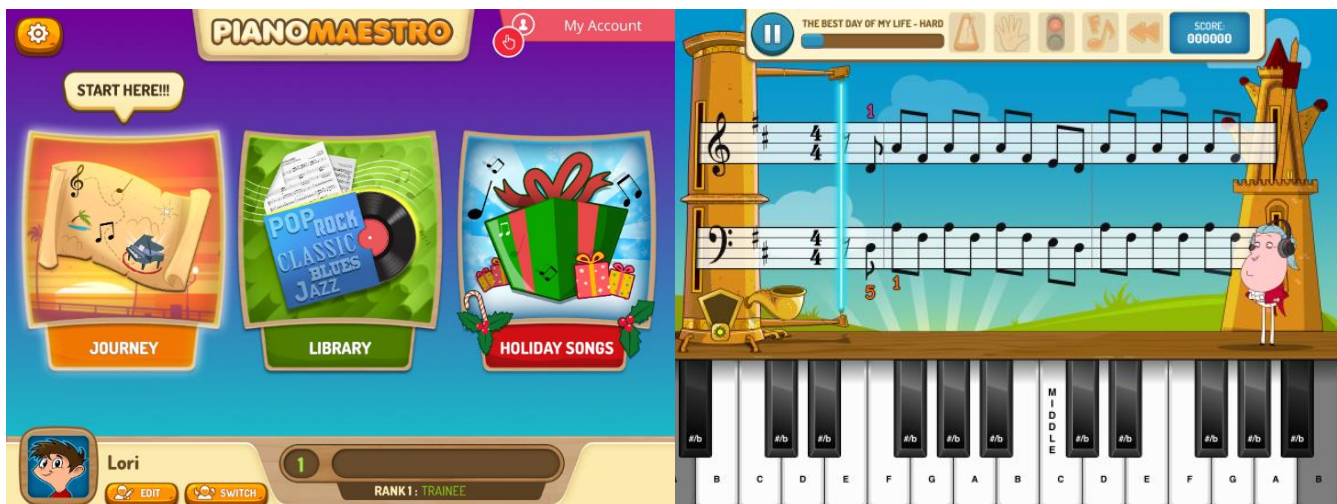 PIANOMAESTRO
My Account
START HERE!!!
POP ROCK
CLASSIC
BLUES
JAZZ
JOURNEY
LIBRARY
HOLIDAY SONGS
Lori
EDIT
SWITCH
1
RANK 1 : TRAINEE
THE BEST DAY OF MY LIFE - HARD
SCORE:
000000
1
4
4
4
4
5 1
MIDDLE
#/b #/b #/b #/b #/b #/b #/b #/b #/b #/b #/b
B C D E F G A B C D E F G A B